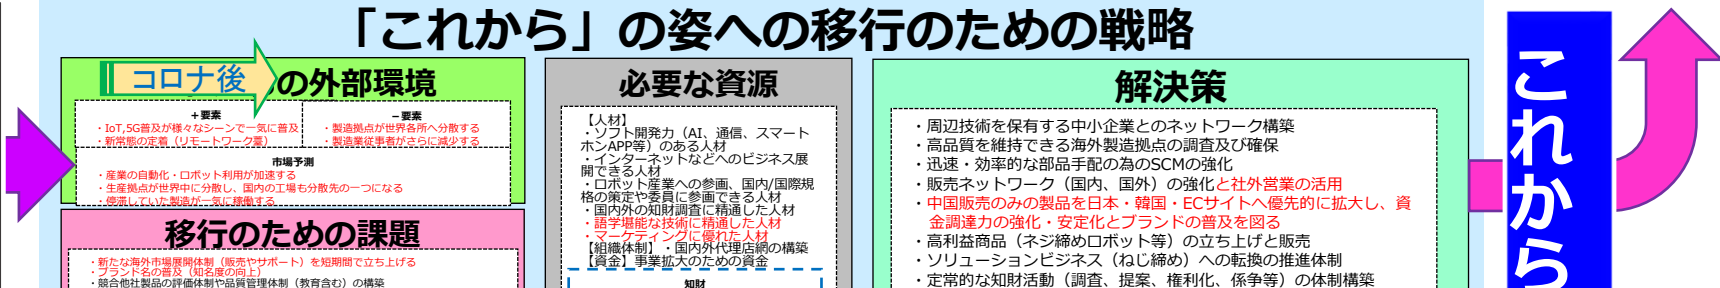 「これから」の姿への移行のための戦略
コロナ後
の外部環境
+要素
・IoT,5G普及が様々なシーンで一気に普及
・新常態の定着（リモートワーク蔓）
−要素
・製造拠点が世界各所へ分散する
・製造業従事者がさらに減少する
市場予測
・産業の自動化・ロボット利用が加速する
・生産拠点が世界中に分散し、国内の工場も分散先の一つになる
・停滞していた製造が一気に稼働する
移行のための課題
・新たな海外市場展開体制（販売やサポート）を短期間で立ち上げる
・ブランド名の普及（知名度の向上）
・競合他社製品の評価体制や品質管理体制（教育含む）の構築
必要な資源
【人材】
・ソフト開発力（AI、通信、スマート
ホンAPP等）のある人材
・インターネットなどへのビジネス展
開できる人材
・ロボット産業への参画、国内/国際規
格の策定や委員に参画できる人材
・国内外の知財調査に精通した人材
・語学堪能な技術に精通した人材
・マーケティングに優れた人材
【組織体制】・国内外代理店網の構築
【資金】事業拡大のための資金
知財
解決策
・周辺技術を保有する中小企業とのネットワーク構築
・高品質を維持できる海外製造拠点の調査及び確保
・迅速・効率的な部品手配の為のSCMの強化
・販売ネットワーク（国内、国外）の強化と社外営業の活用
・中国販売のみの製品を日本・韓国・ECサイトへ優先的に拡大し、資
金調達力の強化・安定化とブランドの普及を図る
・高利益商品（ネジ締めロボット等）の立ち上げと販売
・ソリューションビジネス（ねじ締め）への転換の推進体制
・定常的な知財活動（調査、提案、権利化、係争等）の体制構築
これから